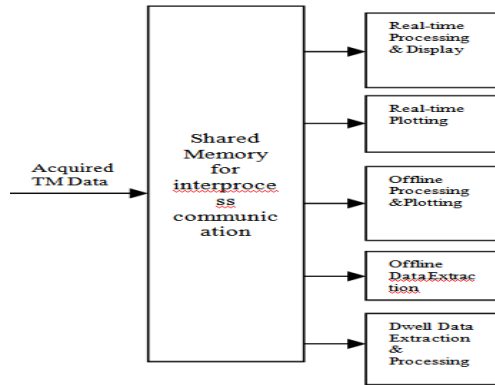 Acquired
TM Data
Shared
Memory
for
interproce
ss
communic
ation
Real-time
Processing
& Display
Real-time
Plotting
Offline
Processing
&Plotting
Offline
DataExtrac
tion
Dwell Data
Extraction
&
Processing